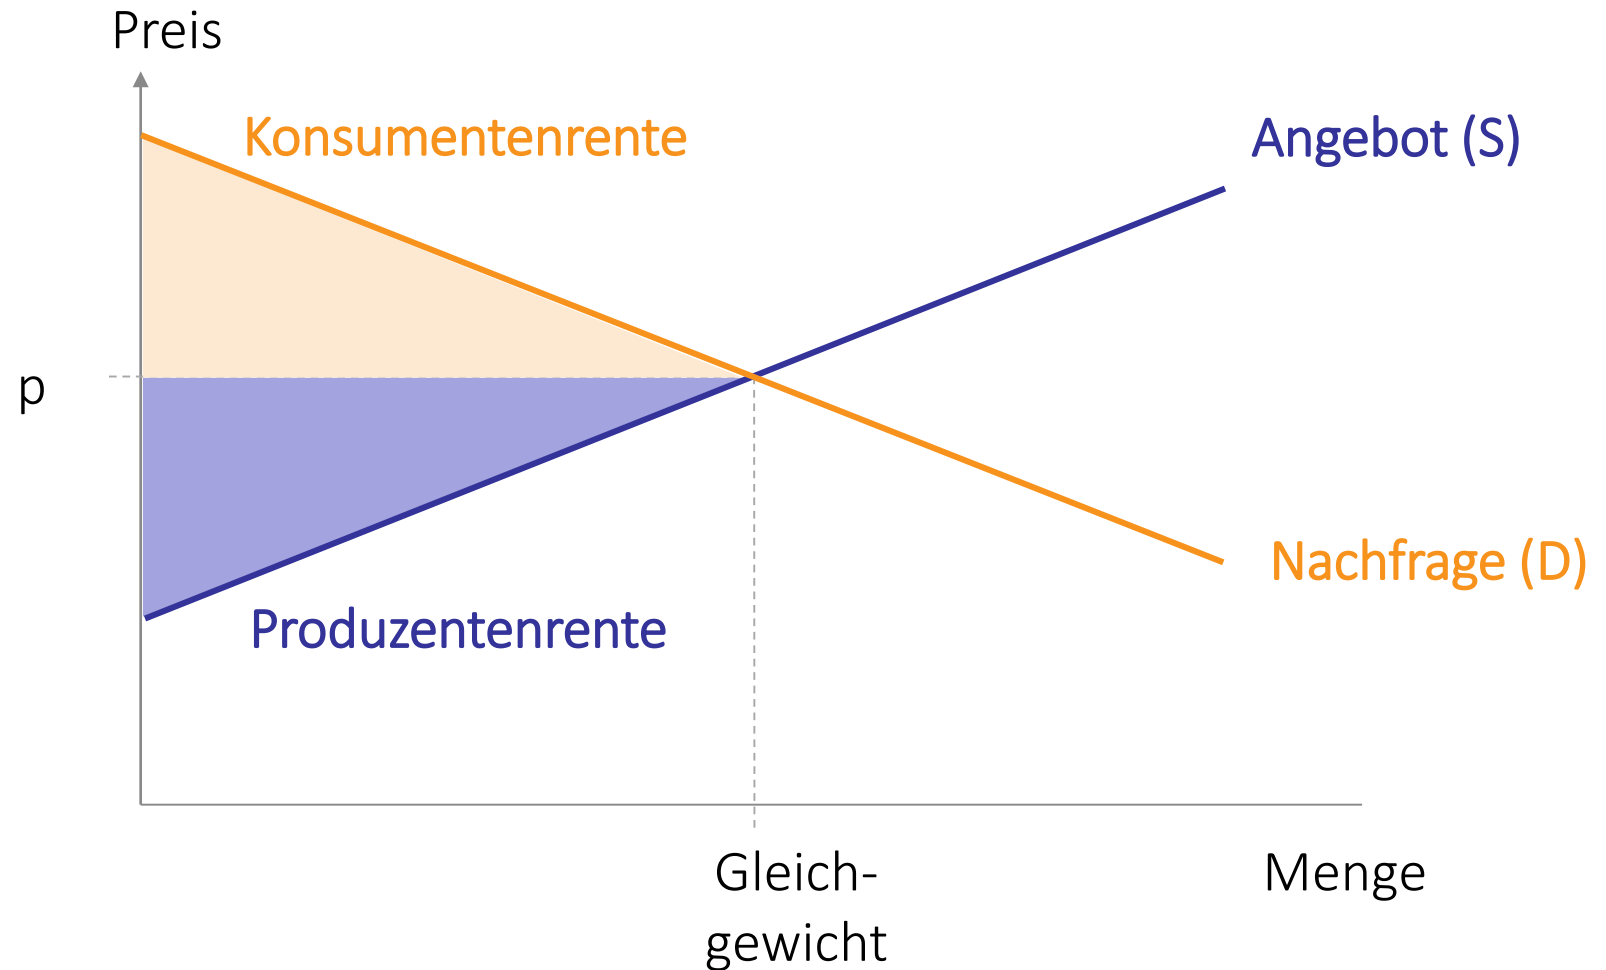 Preis
Konsumentenrente
Angebot (S)
p
Nachfrage (D)
Produzentenrente
Gleich-
gewicht
Menge